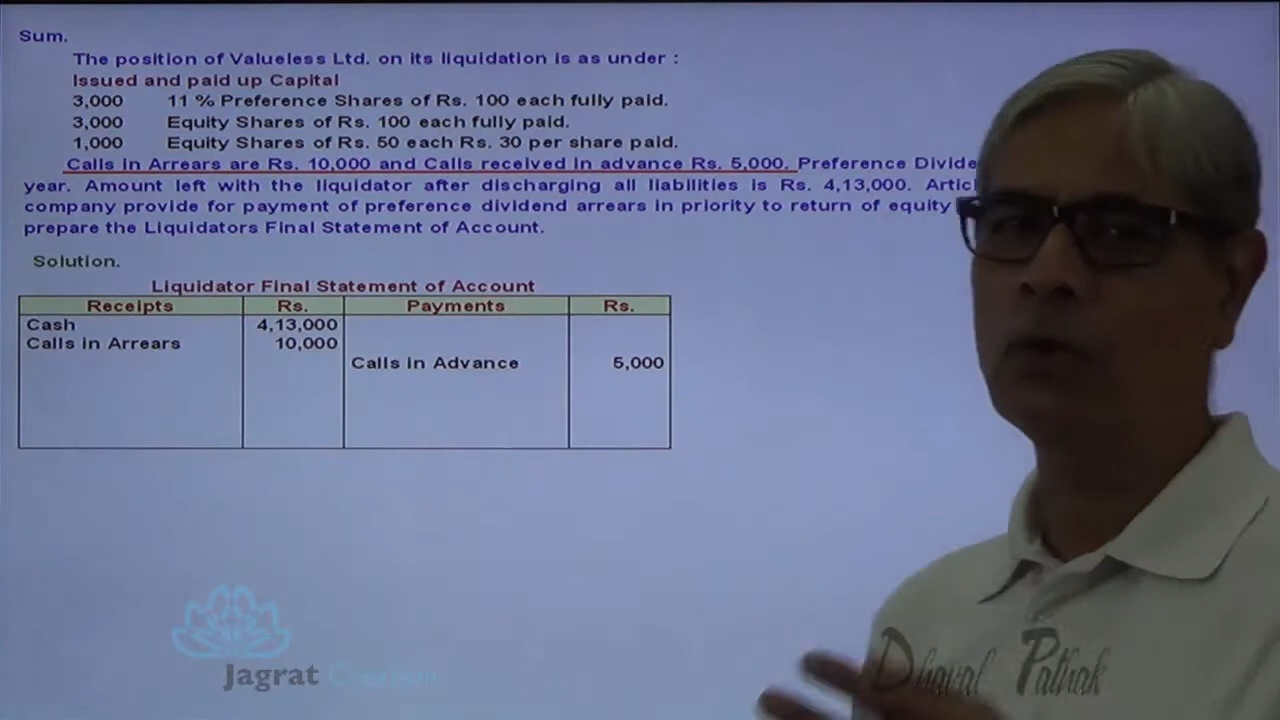 Sum.
The position of Valueless Ltd. on its liquidation is as under :
Issued and paid up Capital
3,000 11 % Preference Shares of Rs. 100 each fully paid.
3,000 Equity Shares of Rs. 100 each fully paid.
1,000 Equity Shares of Rs. 50 each Rs. 30 per share paid.
Calls in Arrears are Rs. 10,000 and Calls received in advance Rs. 5,000. Preference
year. Amount left with the liquidator after discharging all liabilities is Rs. 4,13,000.
company provide for payment of preference dividend arrears in priority to return of equity
prepare the Liquidators Final Statement of Account.
Solution.
Liquidator Final Statement of Account
Receipts Rs. Payments Rs.
Cash 4,13,000
Calls in Arrears 10,000
Calls in Advance 5,000
Jagrat Creation
Dhaval Pathak